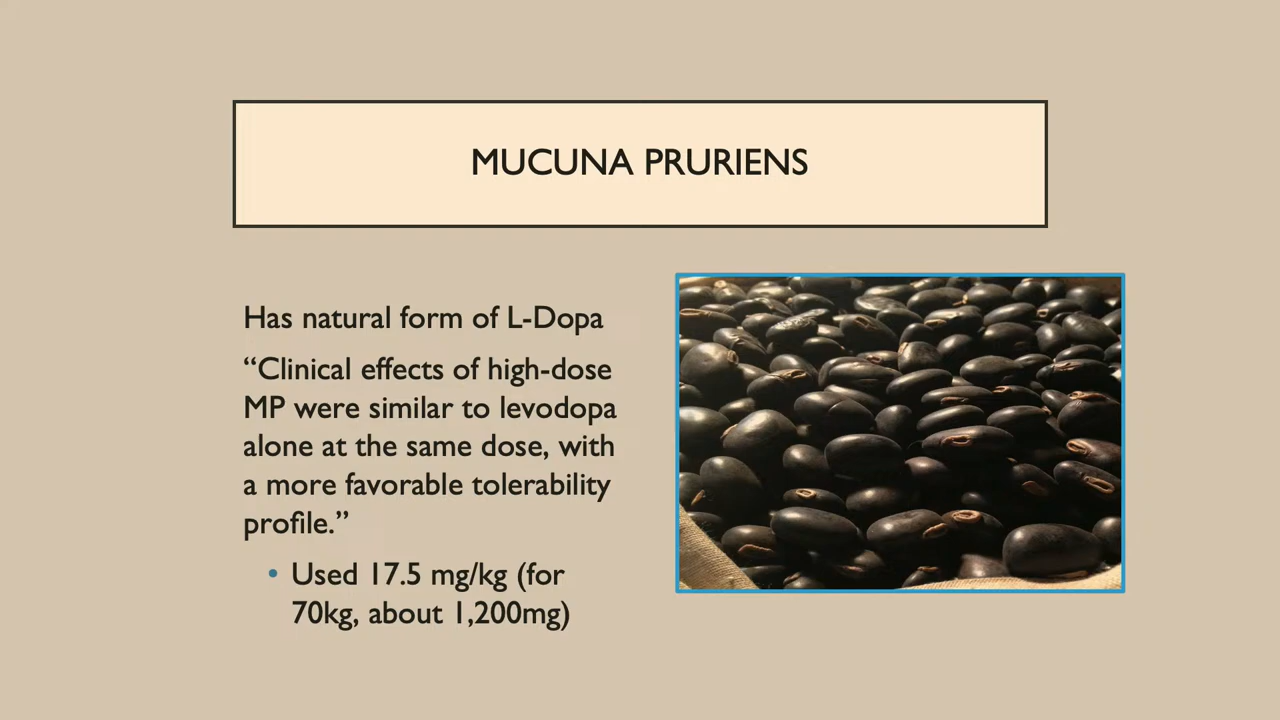 MUCUNA PRURIENS
Has natural form of L-Dopa
“Clinical effects of high-dose
MP were similar to levodopa
alone at the same dose, with
a more favorable tolerability
profile.”
• Used 17.5 mg/kg (for
70kg, about 1,200mg)